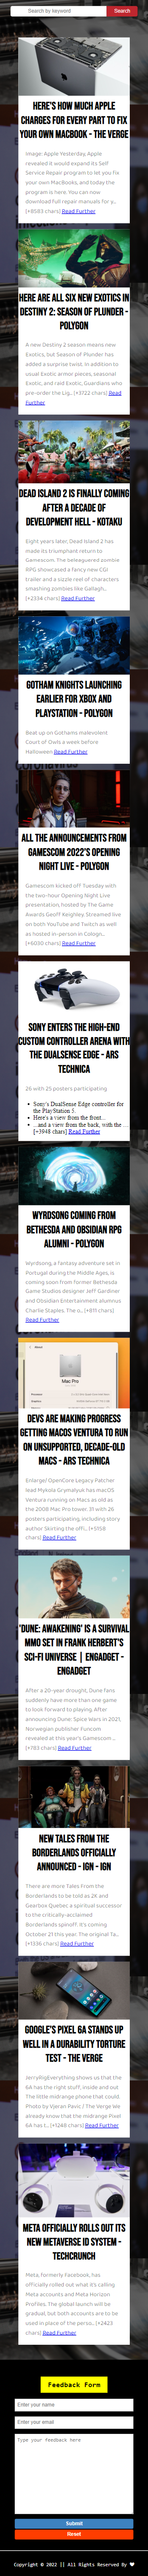 Search by keyword
Search
HERE'S HOW MUCH APPLE
CHARGES FOR EVERY PART TO FIX
YOUR OWN MACBOOK - THE VERGE
Image: Apple Yesterday, Apple
revealed it would expand its Self
Service Repair program to let you fix
your own MacBooks, and today the
program is here. You can now
download full repair manuals for y...
[+8583 chars] Read Further
HERE ARE ALL SIX NEW EXOTICS IN
DESTINY 2: SEASON OF PLUNDER -
POLYGON
A new Destiny 2 season means new
Exotics, but Season of Plunder has
added a surprise twist. In addition to
usual Exotic armor pieces, seasonal
Exotic, and raid Exotic, Guardians who
pre-order the Lig... [+3722 chars] Read
Further
DEAD ISLAND 2 IS FINALLY COMING
AFTER A DECADE OF
DEVELOPMENT HELL - KOTAKU
Eight years later, Dead Island 2 has
made its triumphant return to
Gamescom. The beleaguered zombie
RPG showcased a fancy new CGI
trailer and a sizzle reel of characters
smashing zombies like Gallagh...
[+2334 chars] Read Further
GOTHAM KNIGHTS LAUNCHING
EARLIER FOR XBOX AND
PLAYSTATION - POLYGON
Beat up on Gothams malevolent
Court of Owls a week before
Halloween Read Further
ALL THE ANNOUNCEMENTS FROM
GAMESCOM 2022'S OPENING
NIGHT LIVE - POLYGON
Gamescom kicked off Tuesday with
the two-hour Opening Night Live
presentation, hosted by The Game
Awards Geoff Keighley. Streamed live
on both YouTube and Twitch as well
as hosted in-person in Cologn...
[+6030 chars] Read Further
SONY ENTERS THE HIGH-END
CUSTOM CONTROLLER ARENA WITH
THE DUALSENSE EDGE - ARS
TECHNICA
26 with 25 posters participating
Sony's DualSense Edge controller for
the PlayStation 5.
Here's a view from the front...
...and a view from the back, with the ...
[+3948 chars] Read Further
WYRDSONG COMING FROM
BETHESDA AND OBSIDIAN RPG
ALUMNI - POLYGON
Wyrdsong, a fantasy adventure set in
Portugal during the Middle Ages, is
coming soon from former Bethesda
Game Studios designer Jeff Gardiner
and Obsidian Entertainment alumnus
Charlie Staples. The o... [+811 chars]
Read Further
Mac Pro
DEVS ARE MAKING PROGRESS
GETTING MACOS VENTURA TO RUN
ON UNSUPPORTED, DECADE-OLD
MACS - ARS TECHNICA
Enlarge/ OpenCore Legacy Patcher
lead Mykola Grymalyuk has macOS
Ventura running on Macs as old as
the 2008 Mac Pro tower. 31 with 26
posters participating, including story
author Skirting the offi... [+5158
chars] Read Further
'DUNE: AWAKENING' IS A SURVIVAL
MMO SET IN FRANK HERBERT'S
SCI-FI UNIVERSE | ENGADGET -
ENGADGET
After a 20-year drought, Dune fans
suddenly have more than one game
to look forward to playing. After
announcing Dune: Spice Wars in 2021,
Norwegian publisher Funcom
revealed at this year's Gamescom ...
[+793 chars] Read Further
NEW TALES FROM THE
BORDERLANDS OFFICIALLY
ANNOUNCED - IGN - IGN
There are more Tales From the
Borderlands to be told as 2K and
Gearbox Québec a spiritual successor
to the critically-acclaimed
Borderlands spinoff. It's coming
October 21 this year. The original Ta...
[+1336 chars] Read Further
GOOGLE'S PIXEL 6A STANDS UP
WELL IN A DURABILITY TORTURE
TEST - THE VERGE
JerryRigEverything shows us that the
6A has the right stuff, inside and out
The little midrange phone that could.
Photo by Vjeran Pavic / The Verge We
already know that the midrange Pixel
6A has t... [+1248 chars] Read Further
META OFFICIALLY ROLLS OUT ITS
NEW METAVERSE ID SYSTEM -
TECHCRUNCH
Meta, formerly Facebook, has
officially rolled out what it's calling
Meta accounts and Meta Horizon
Profiles. The global launch will be
gradual, but both accounts are to be
used in place of the perso... [+2423
chars] Read Further
Feedback Form
Enter your name
Enter your email
Type your feedback here
Submit
Reset
Copyright © 2022 || All Rights Reserved By